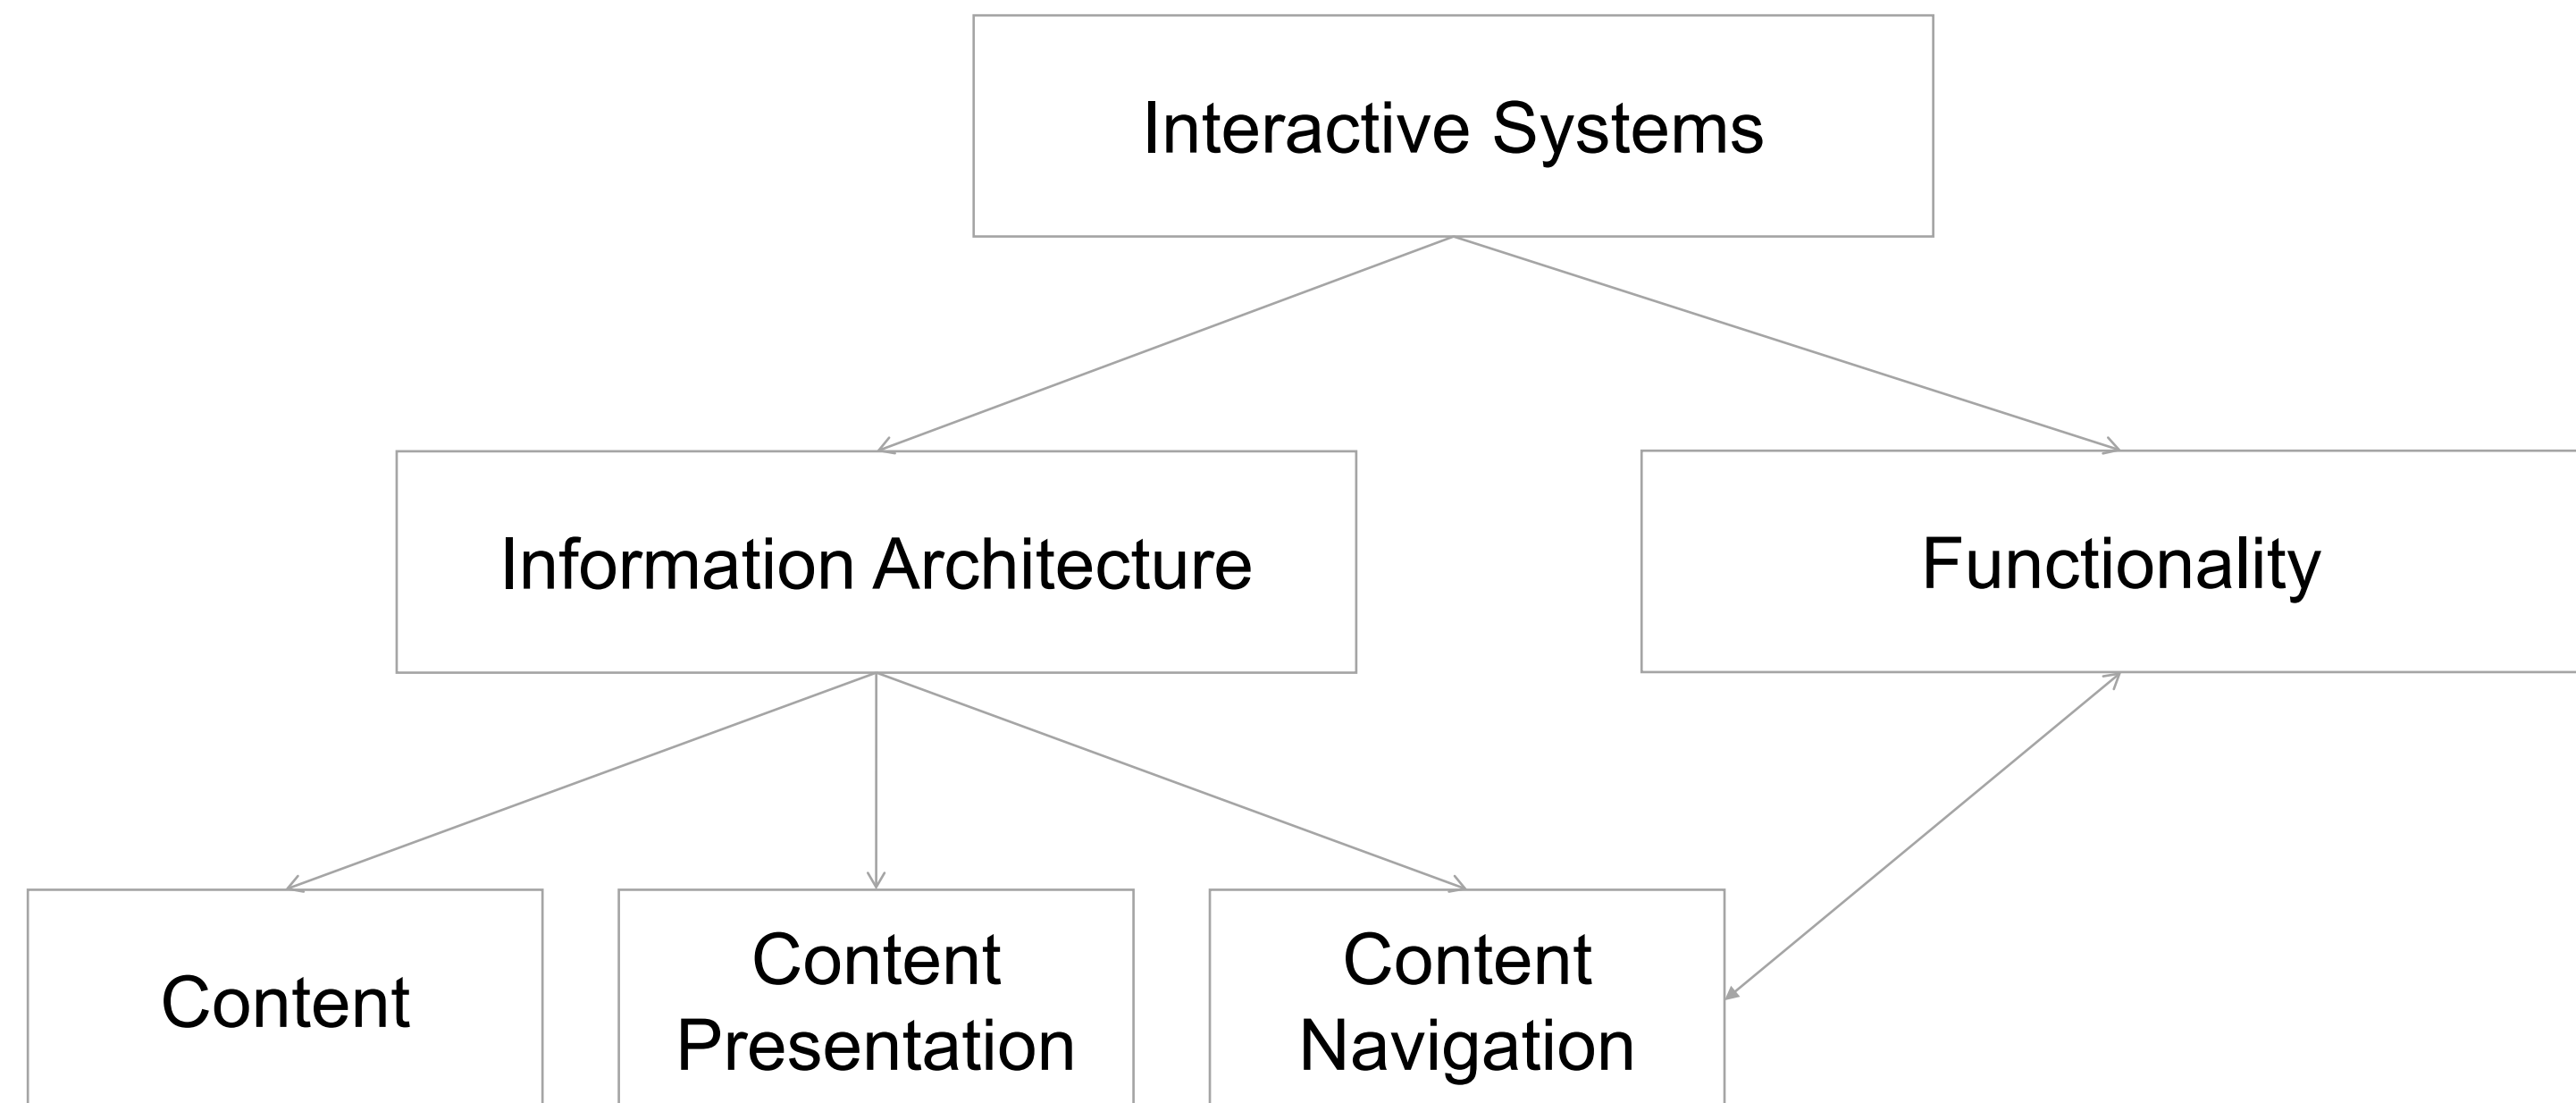 Interactive Systems
Information Architecture
Functionality
Content
Content
Presentation
Content
Navigation